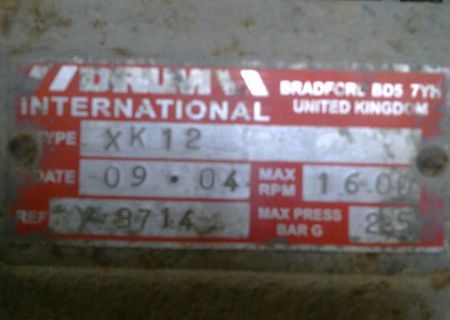 DRUM BRADFORD BD5 7YH
INTERNATIONAL UNITED KINGDOM
TYPE XK12
DATE 09.04 MAX RPM 1600
REF Y 8714 MAX PRESS BAR G 2.5